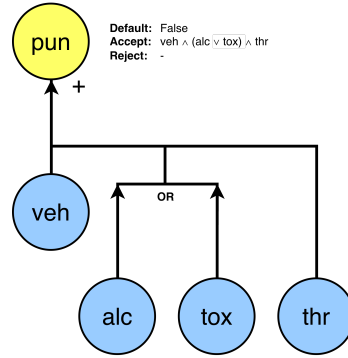 pun
Default: False
Accept: veh ∧ (alc ∨ tox) ∧ thr
Reject: -
+
veh
OR
alc tox thr